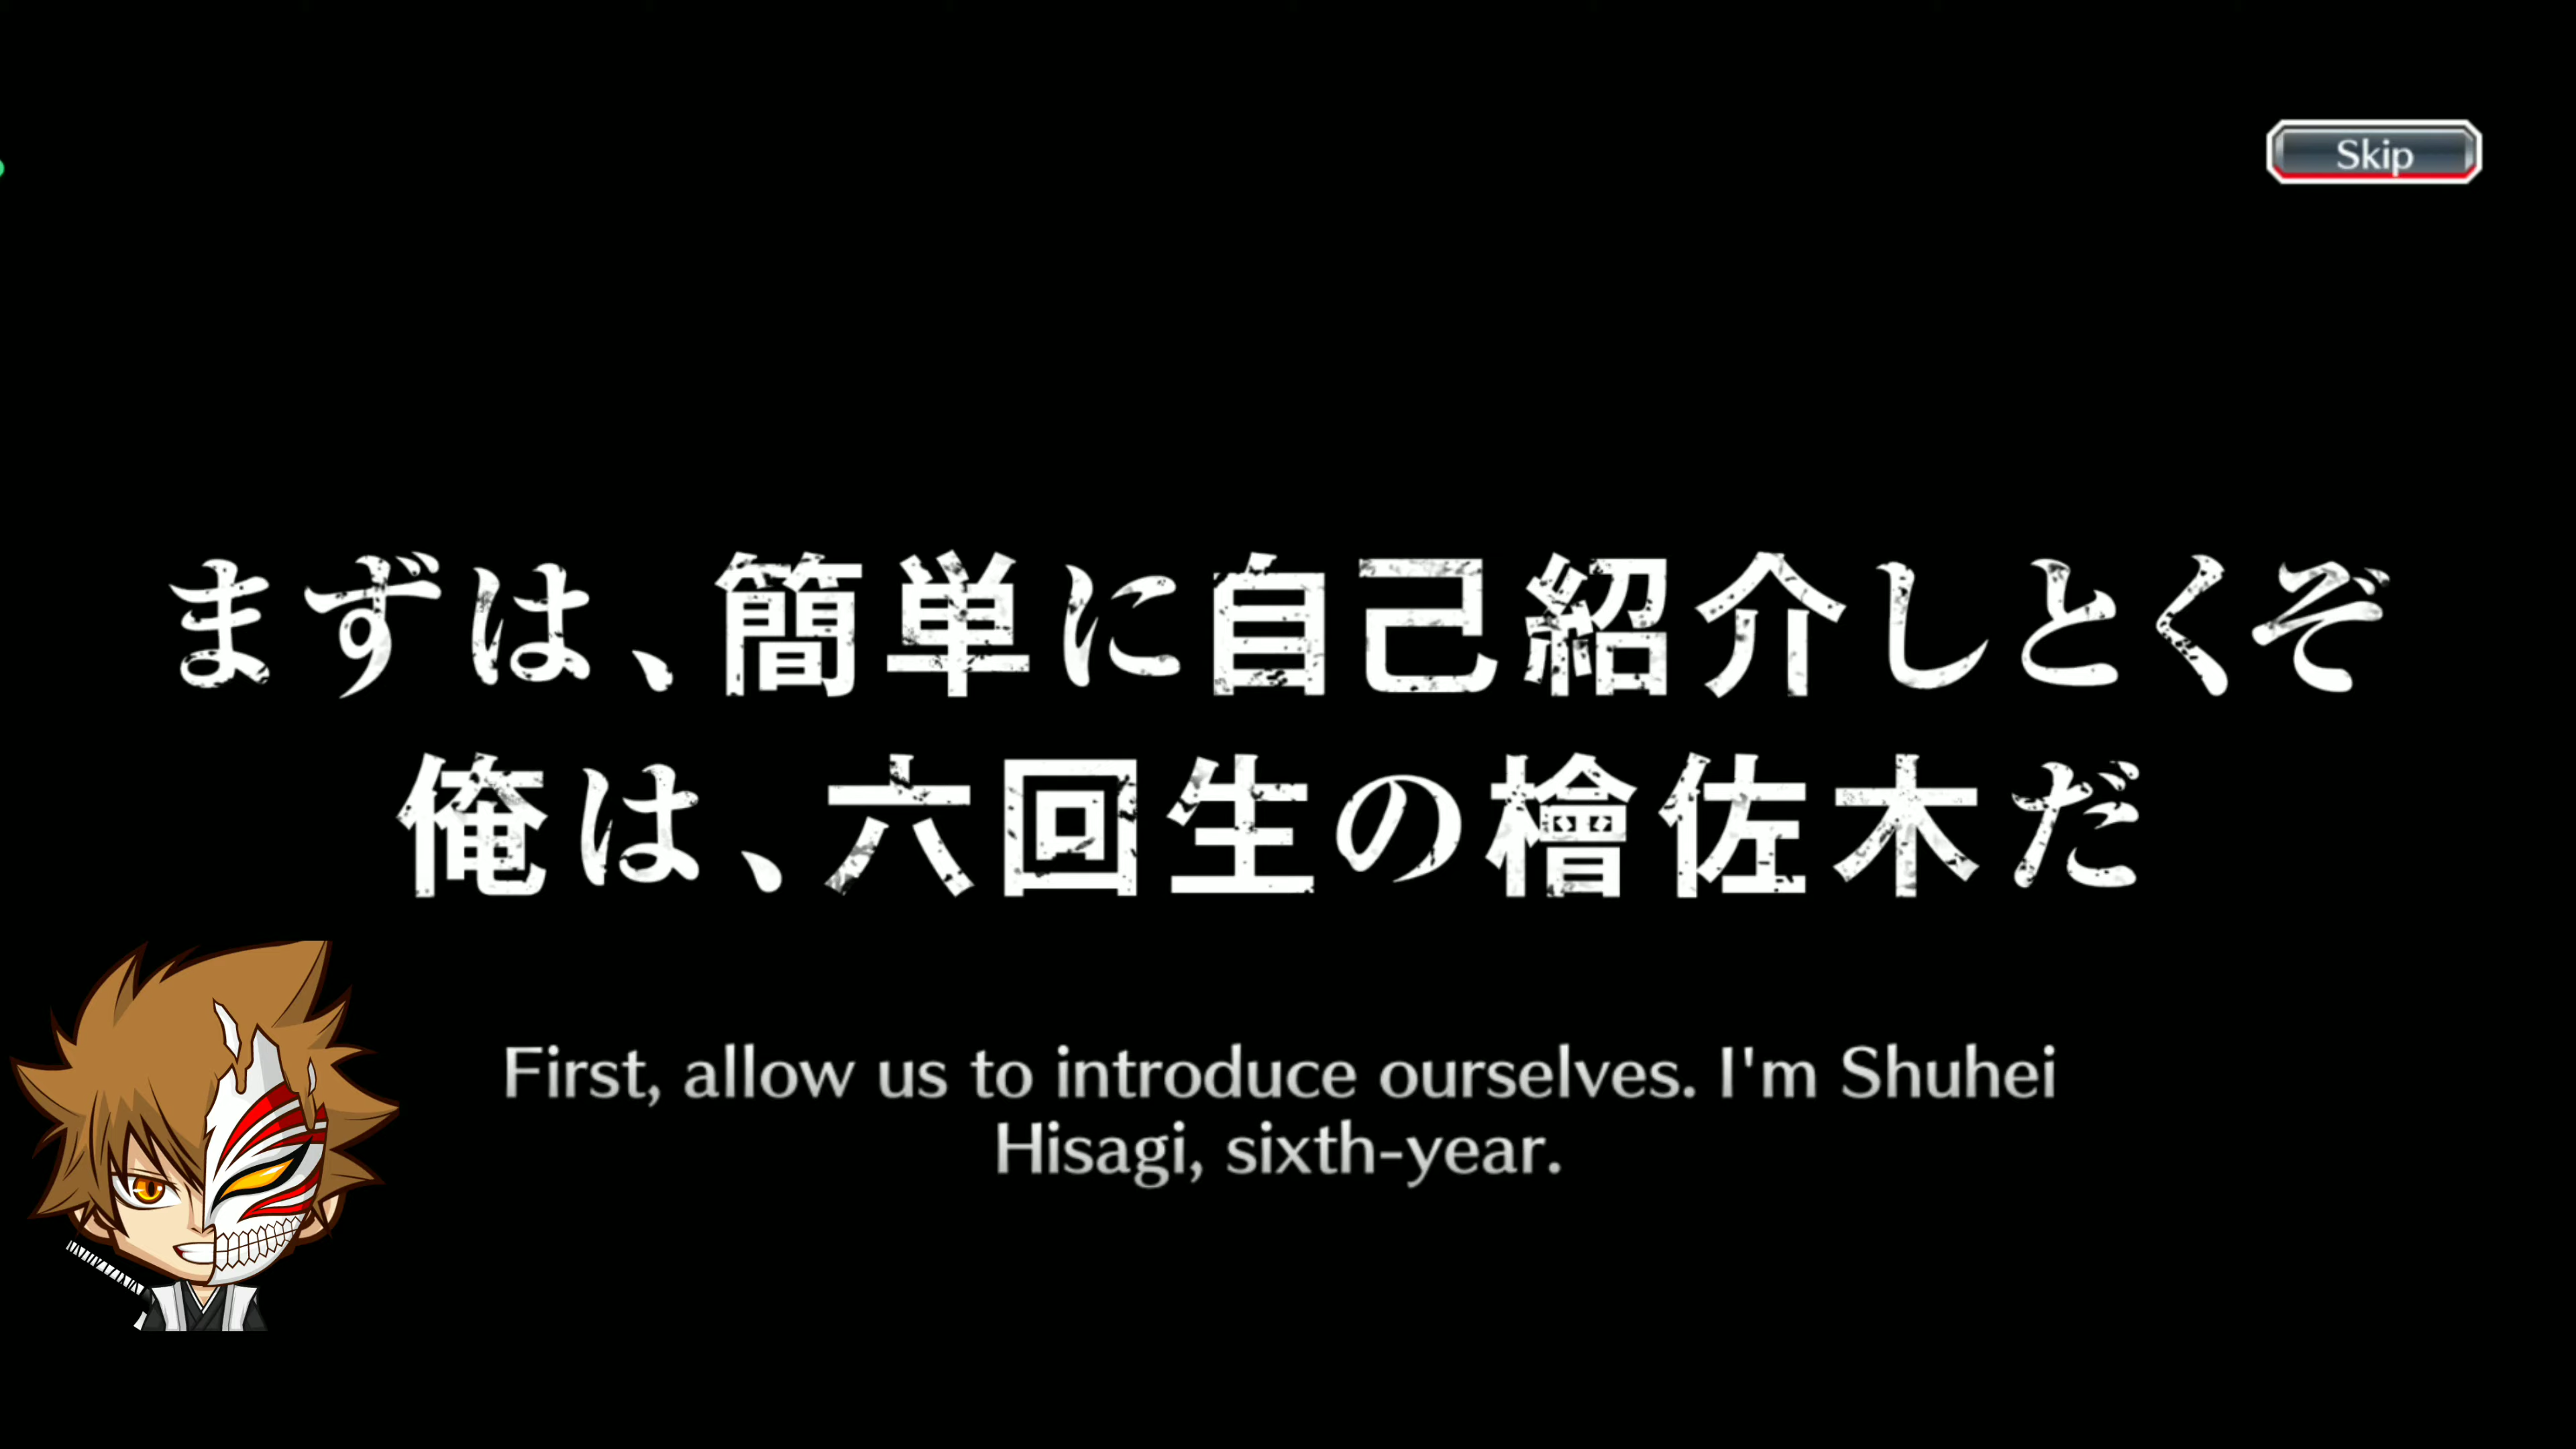 Skip
まずは、簡単に自己紹介しとくぞ
俺は、六回生の檜佐木だ
First, allow us to introduce ourselves. I'm Shuhei
Hisagi, sixth-year.